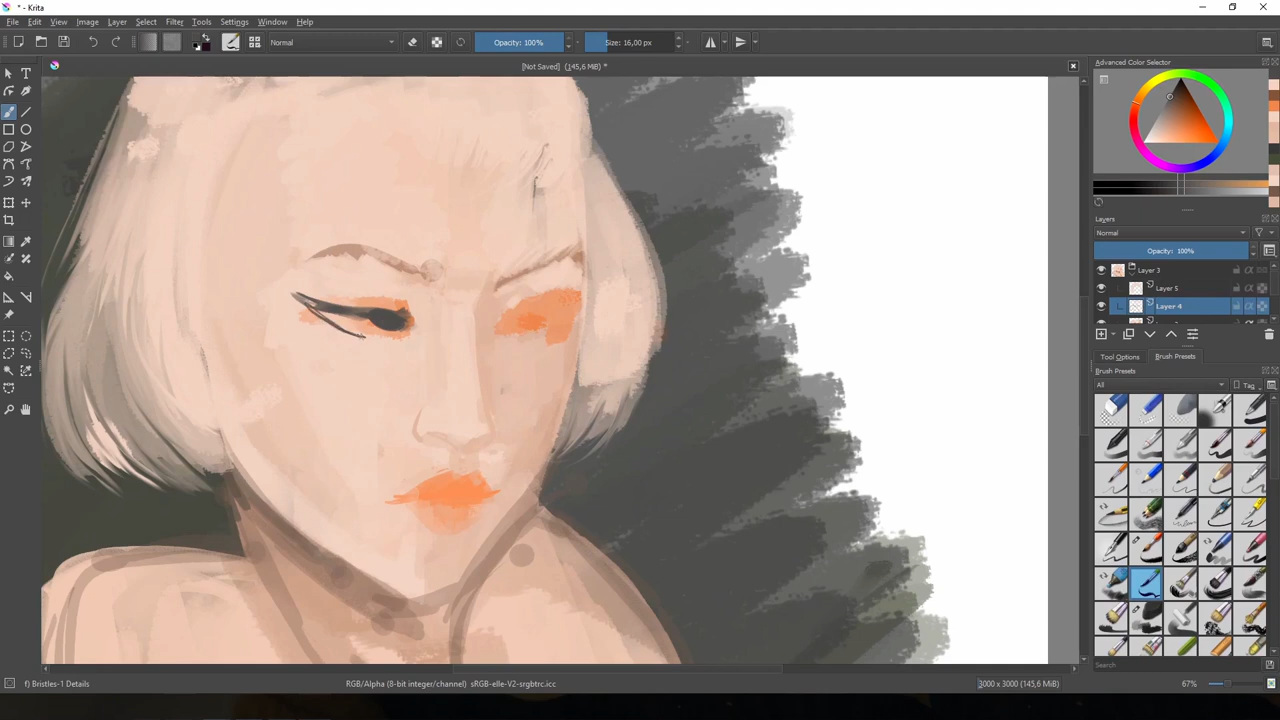 * - Krita
File Edit View Image Layer Select Filter Tools Settings Window Help
Normal Opacity: 100% Size: 16,00 px
[Not Saved] (145,6 MiB) *
Advanced Color Selector
Layers
Normal
Opacity: 100%
Layer 3
Layer 5
Layer 4
Tool Options Brush Presets
Brush Presets
All Tag
Search
f) Bristles-1 Details RGB/Alpha (8-bit integer/channel) sRGB-elle-V2-srgbtrc.icc 3000 x 3000 (145,6 MiB) 67%